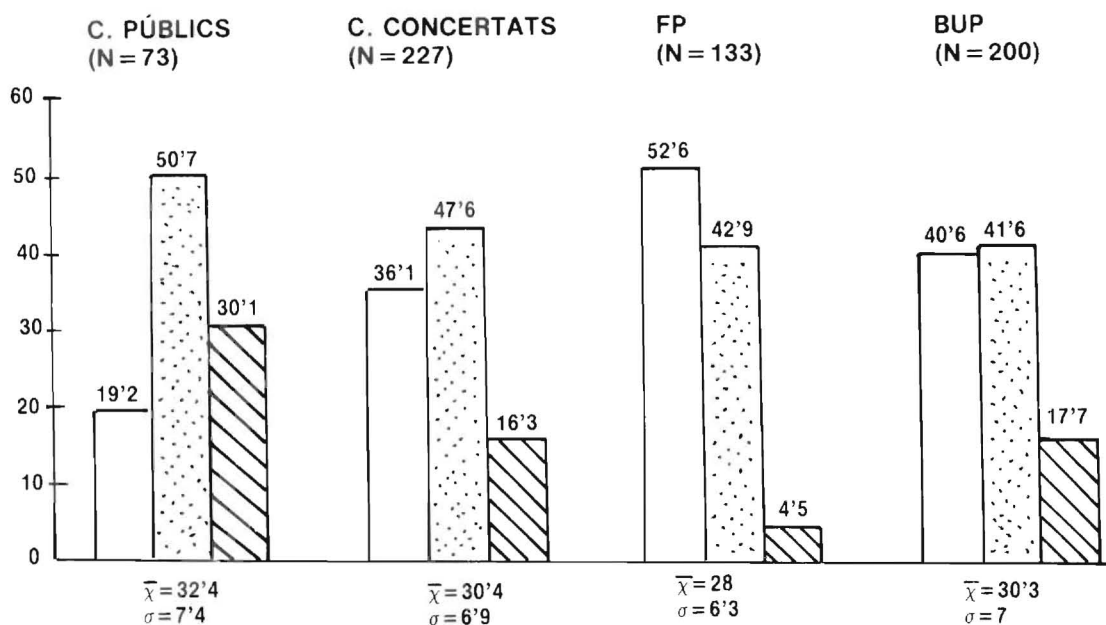 C. PÚBLICS
(N = 73)
C. CONCERTATS
(N = 227)
FP
(N = 133)
BUP
(N = 200)
60
50
40
30
20
10
0
19'2
50'7
30'1
36'1
47'6
16'3
52'6
42'9
4'5
40'6
41'6
17'7
χ̅ = 32'4
σ = 7'4
χ̅ = 30'4
σ = 6'9
χ̅ = 28
σ = 6'3
χ̅ = 30'3
σ = 7